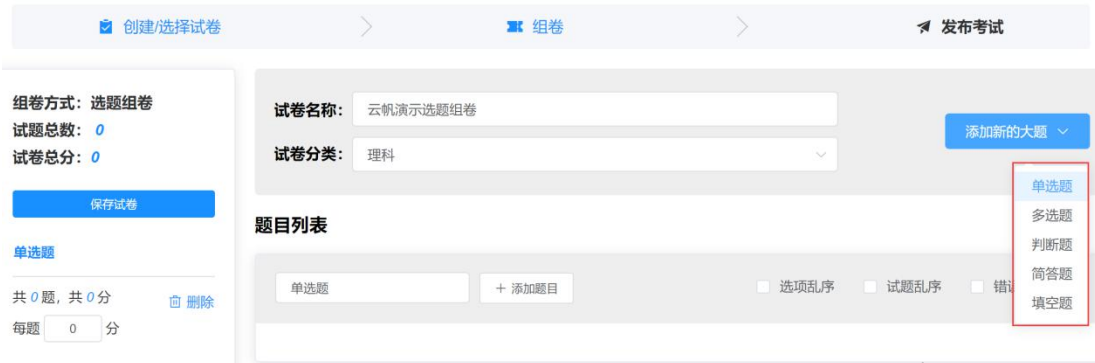 创建/选择试卷
组卷
发布考试
组卷方式：选题组卷
试题总数： 0
试卷总分：0
保存试卷
单选题
共 0 题，共 0 分
删除
每题 0 分
试卷名称：
云帆演示选题组卷
试卷分类：
理科
添加新的大题
单选题
多选题
判断题
简答题
填空题
题目列表
单选题
+ 添加题目
选项乱序
试题乱序